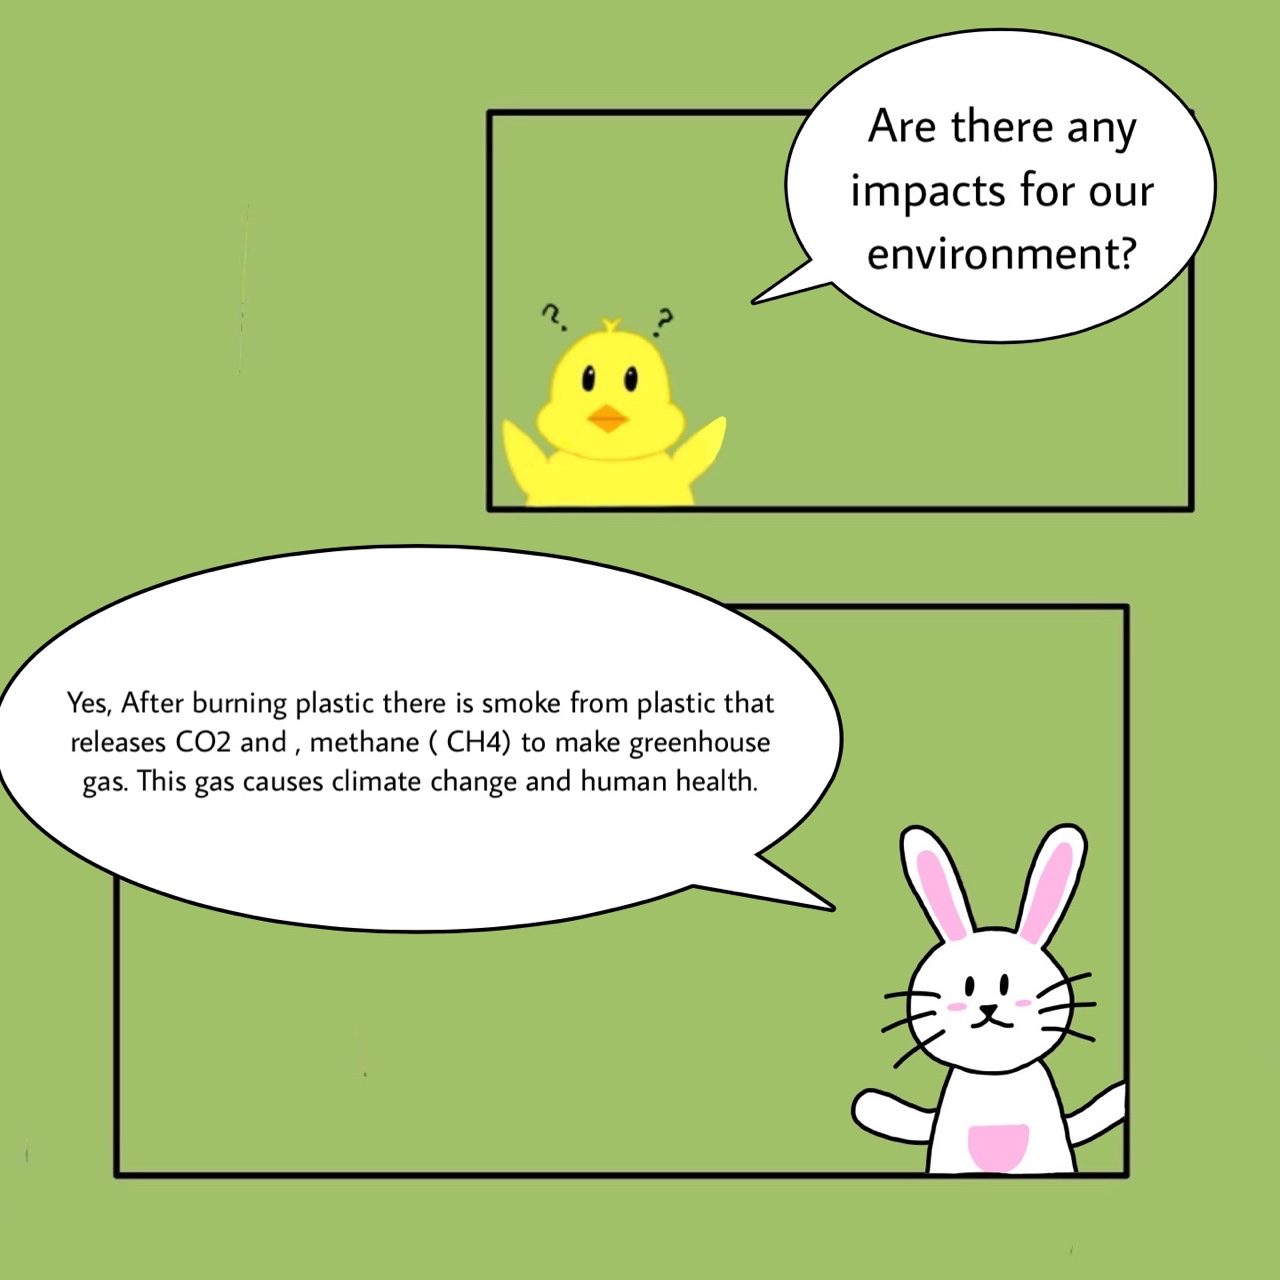 Are there any
impacts for our
environment?
? ?
Yes, After burning plastic there is smoke from plastic that
releases CO2 and , methane ( CH4) to make greenhouse
gas. This gas causes climate change and human health.